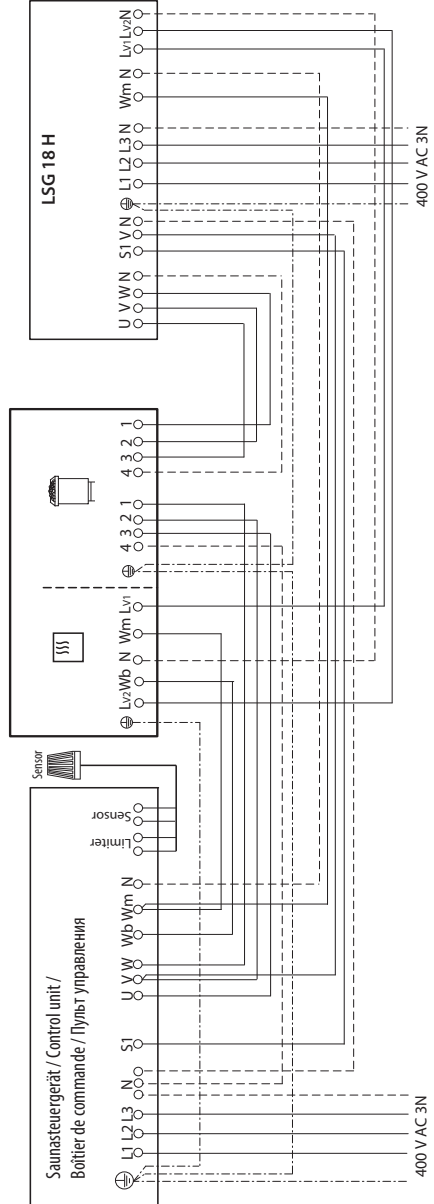 LSG 18 H
U V W N
S1 V N
L1 L2 L3 N
Wm N
LV1 LV2 N
400 V AC 3N
4 3 2 1
4 3 2 1
LV2 Wb N Wm LV1
Sensor
Saunasteuergerät / Control unit /
Boîtier de commande / Пульт управления
Limiter
Sensor
L1 L2 L3 N S1 U V W Wb Wm N
400 V AC 3N